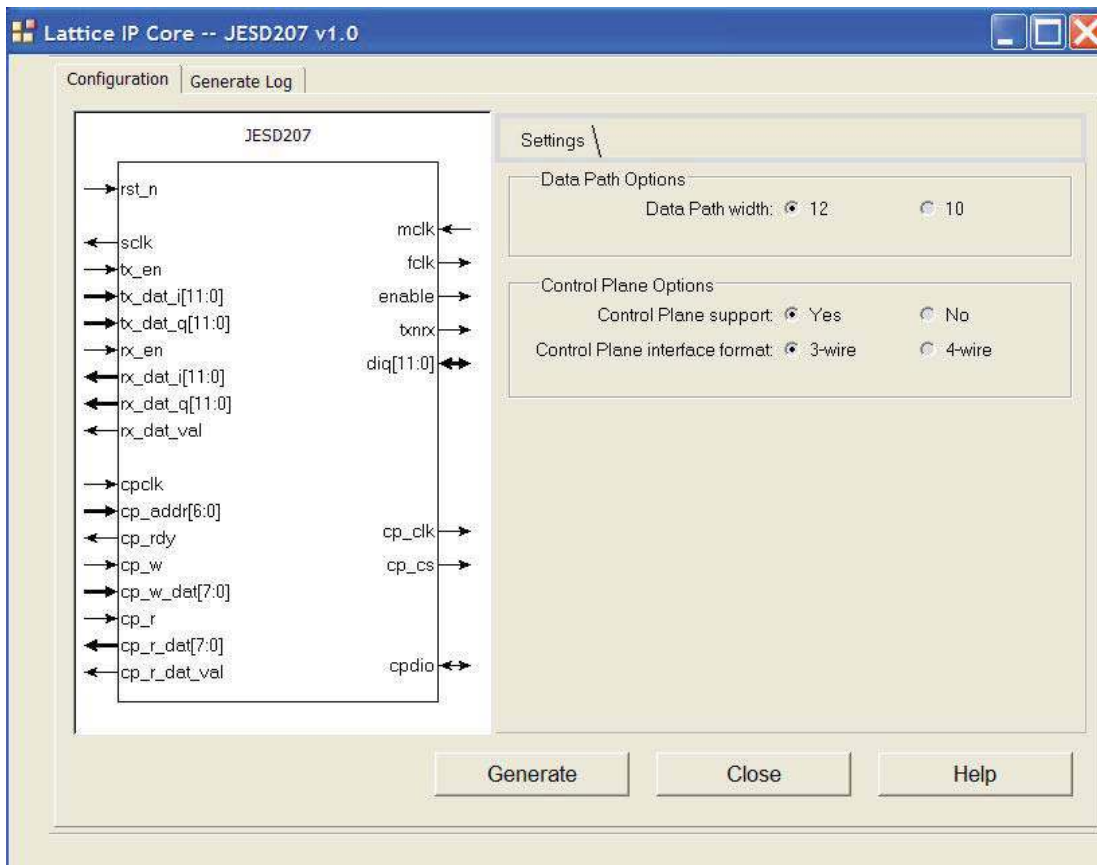 Lattice IP Core -- JESD207 v1.0
Configuration
Generate Log
JESD207
rst_n
sclk
tx_en
tx_dat_i[11:0]
tx_dat_q[11:0]
rx_en
rx_dat_i[11:0]
rx_dat_q[11:0]
rx_dat_val
cpclk
cp_addr[6:0]
cp_rdy
cp_w
cp_w_dat[7:0]
cp_r
cp_r_dat[7:0]
cp_r_dat_val
mclk
fclk
enable
txnrx
diq[11:0]
cp_clk
cp_cs
cpdio
Settings
Data Path Options
Data Path width: 12 10
Control Plane Options
Control Plane support: Yes No
Control Plane interface format: 3-wire 4-wire
Generate Close Help